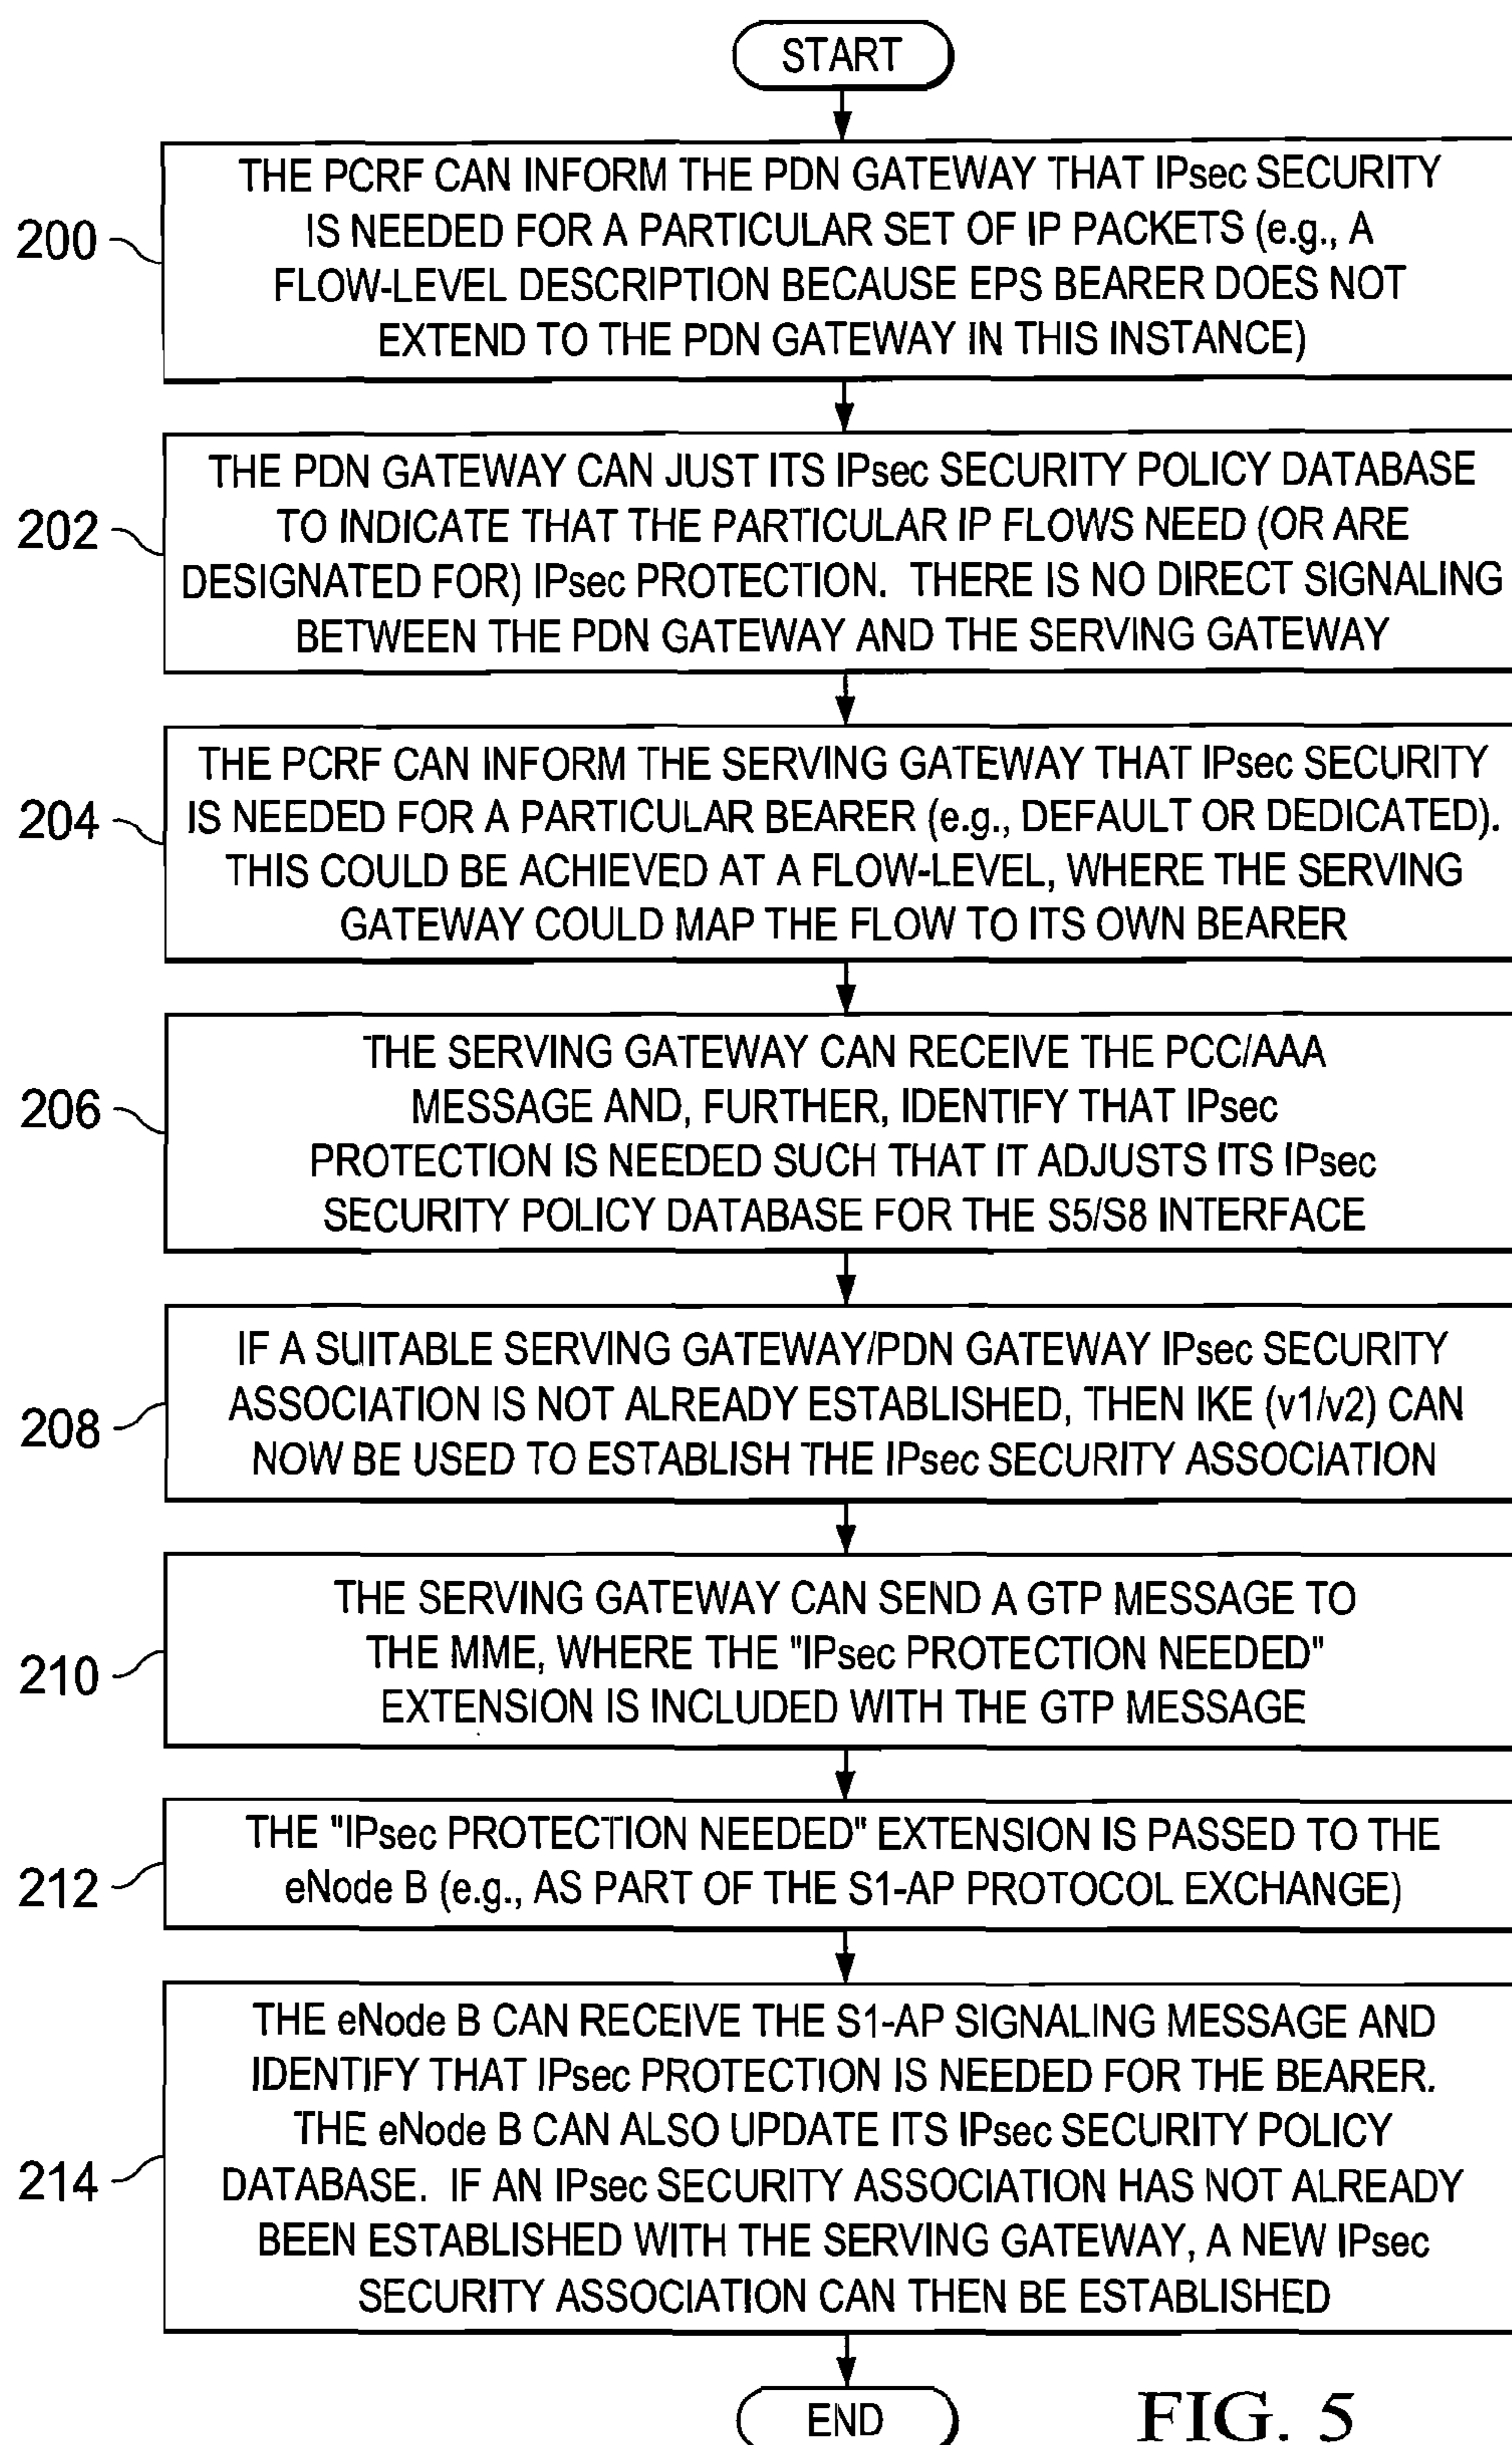 START
200
THE PCRF CAN INFORM THE PDN GATEWAY THAT IPsec SECURITY
IS NEEDED FOR A PARTICULAR SET OF IP PACKETS (e.g., A
FLOW-LEVEL DESCRIPTION BECAUSE EPS BEARER DOES NOT
EXTEND TO THE PDN GATEWAY IN THIS INSTANCE)
202
THE PDN GATEWAY CAN JUST ITS IPsec SECURITY POLICY DATABASE
TO INDICATE THAT THE PARTICULAR IP FLOWS NEED (OR ARE
DESIGNATED FOR) IPsec PROTECTION. THERE IS NO DIRECT SIGNALING
BETWEEN THE PDN GATEWAY AND THE SERVING GATEWAY
204
THE PCRF CAN INFORM THE SERVING GATEWAY THAT IPsec SECURITY
IS NEEDED FOR A PARTICULAR BEARER (e.g., DEFAULT OR DEDICATED).
THIS COULD BE ACHIEVED AT A FLOW-LEVEL, WHERE THE SERVING
GATEWAY COULD MAP THE FLOW TO ITS OWN BEARER
206
THE SERVING GATEWAY CAN RECEIVE THE PCC/AAA
MESSAGE AND, FURTHER, IDENTIFY THAT IPsec
PROTECTION IS NEEDED SUCH THAT IT ADJUSTS ITS IPsec
SECURITY POLICY DATABASE FOR THE S5/S8 INTERFACE
208
IF A SUITABLE SERVING GATEWAY/PDN GATEWAY IPsec SECURITY
ASSOCIATION IS NOT ALREADY ESTABLISHED, THEN IKE (v1/v2) CAN
NOW BE USED TO ESTABLISH THE IPsec SECURITY ASSOCIATION
210
THE SERVING GATEWAY CAN SEND A GTP MESSAGE TO
THE MME, WHERE THE "IPsec PROTECTION NEEDED"
EXTENSION IS INCLUDED WITH THE GTP MESSAGE
212
THE "IPsec PROTECTION NEEDED" EXTENSION IS PASSED TO THE
eNode B (e.g., AS PART OF THE S1-AP PROTOCOL EXCHANGE)
214
THE eNode B CAN RECEIVE THE S1-AP SIGNALING MESSAGE AND
IDENTIFY THAT IPsec PROTECTION IS NEEDED FOR THE BEARER.
THE eNode B CAN ALSO UPDATE ITS IPsec SECURITY POLICY
DATABASE. IF AN IPsec SECURITY ASSOCIATION HAS NOT ALREADY
BEEN ESTABLISHED WITH THE SERVING GATEWAY, A NEW IPsec
SECURITY ASSOCIATION CAN THEN BE ESTABLISHED
END
FIG. 5